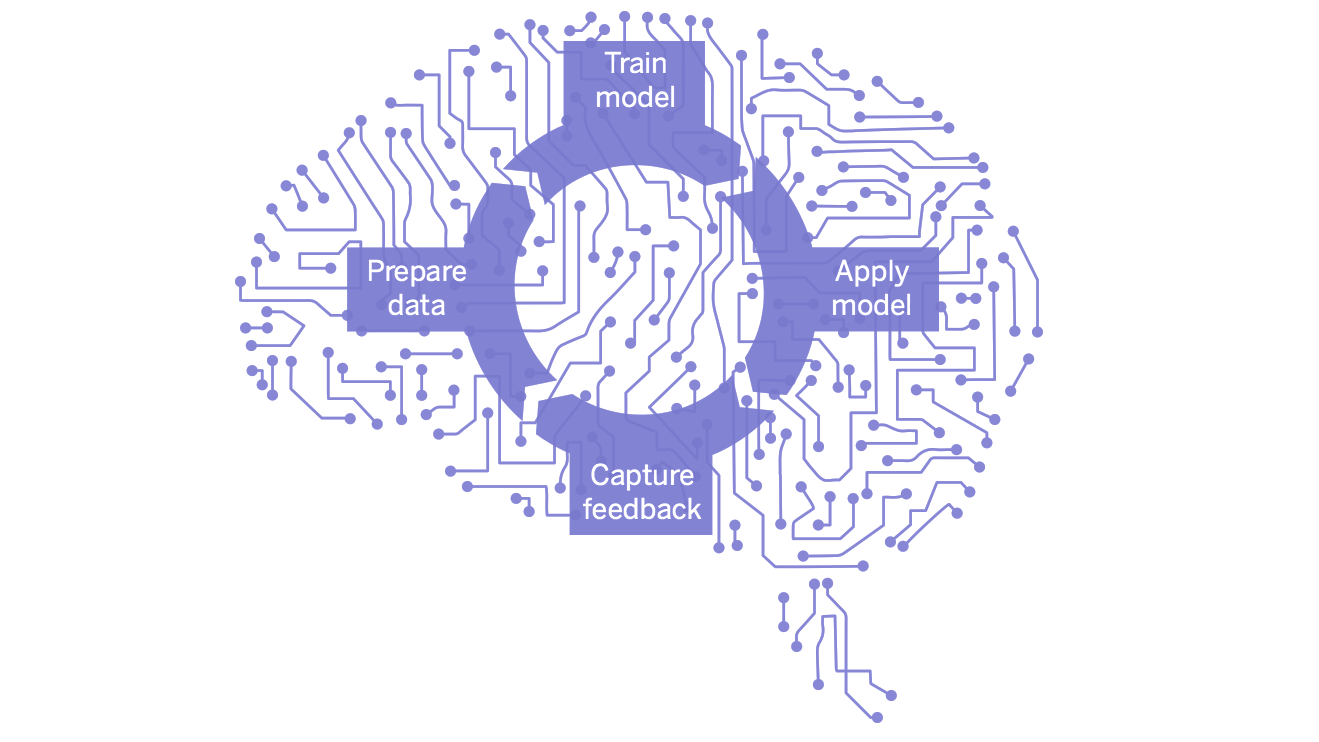 Train
model
Prepare
data
Apply
model
Capture
feedback